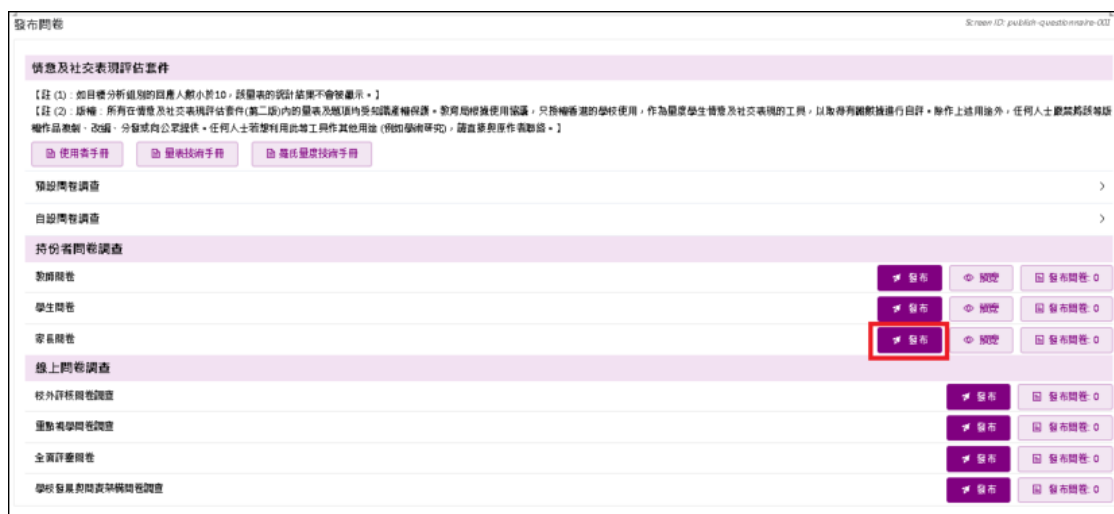 發布問卷
Screen ID: publish-questionnaire-001
情意及社交表現評估套件
【註 (1) : 如目標分析組別的回應人數小於10，該量表的統計結果不會被顯示。】
【註 (2) : 版權 : 所有在情意及社交表現評估套件(第二版)內的量表及題項均受知識產權保護。教育局根據使用協議，只授權香港的學校使用，作為量度學生情意及社交表現的工具，以取得有關數據進行自評。除作上述用途外，任何人士嚴禁將該等版
權作品複制、改編、分發或向公眾提供。任何人士若想利用此等工具作其他用途 (例如學術研究)，請直接與原作者聯絡。】
使用者手冊 量表技術手冊 羅氏量度技術手冊
預設問卷調查
自設問卷調查
持份者問卷調查
教師問卷 發布 預覽 發布問卷: 0
學生問卷 發布 預覽 發布問卷: 0
家長問卷 發布 預覽 發布問卷: 0
線上問卷調查
校外評核問卷調查 發布 發布問卷: 0
重點視學問卷調查 發布 發布問卷: 0
全面評鑑問卷 發布 發布問卷: 0
學校發展與問責架構問卷調查 發布 發布問卷: 0